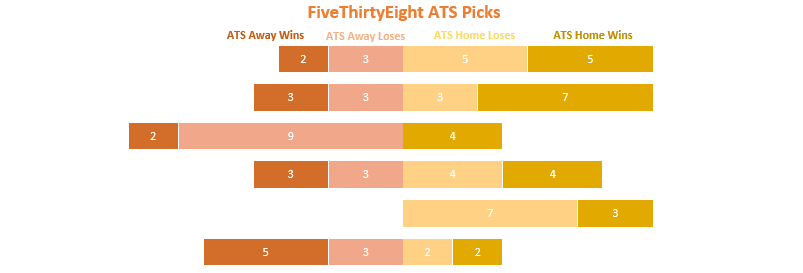 FiveThirtyEight ATS Picks
ATS Away Wins ATS Away Loses ATS Home Loses ATS Home Wins
2 3 5 5
3 3 3 7
2 9 4
3 3 4 4
7 3
5 3 2 2